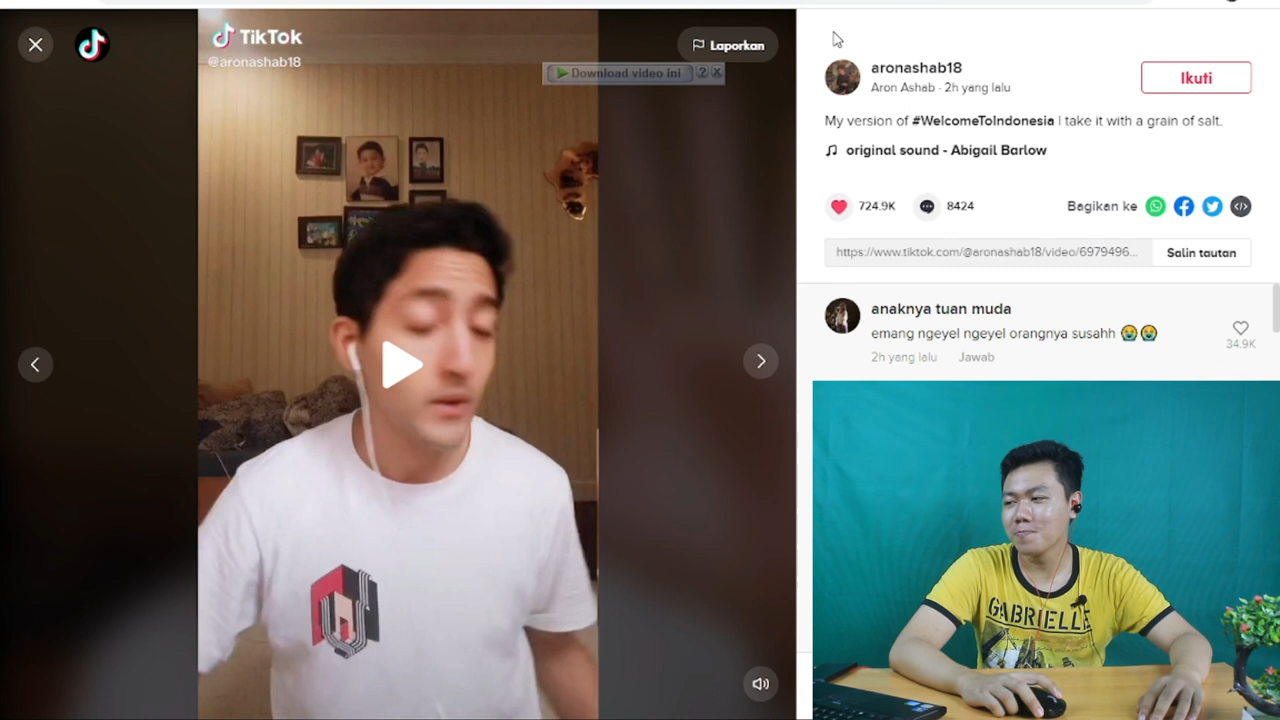 TikTok
@aronashab18
Laporkan
Download video ini
?
aronashab18
Aron Ashab · 2h yang lalu
Ikuti
My version of #WelcomeToIndonesia I take it with a grain of salt.
original sound - Abigail Barlow
724.9K
8424
Bagikan ke
https://www.tiktok.com/@aronashab18/video/6979496...
Salin tautan
anaknya tuan muda
emang ngeyel ngeyel orangnya susahh 😭😭
34.9K
2h yang lalu
Jawab
GABRIELLE